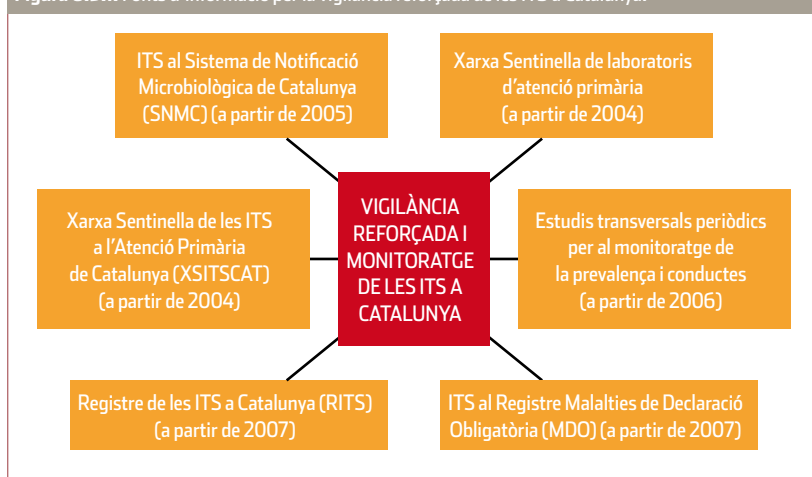 ITS al Sistema de Notificació
Microbiològica de Catalunya
(SNMC) (a partir de 2005)
Xarxa Sentinella de laboratoris
d’atenció primària
(a partir de 2004)
Xarxa Sentinella de les ITS
a l’Atenció Primària
de Catalunya (XSITSCAT)
(a partir de 2004)
VIGILÀNCIA
REFORÇADA I
MONITORATGE
DE LES ITS A
CATALUNYA
Estudis transversals periòdics
per al monitoratge de
la prevalença i conductes
(a partir de 2006)
Registre de les ITS a Catalunya (RITS)
(a partir de 2007)
ITS al Registre Malalties de Declaració
Obligatòria (MDO) (a partir de 2007)